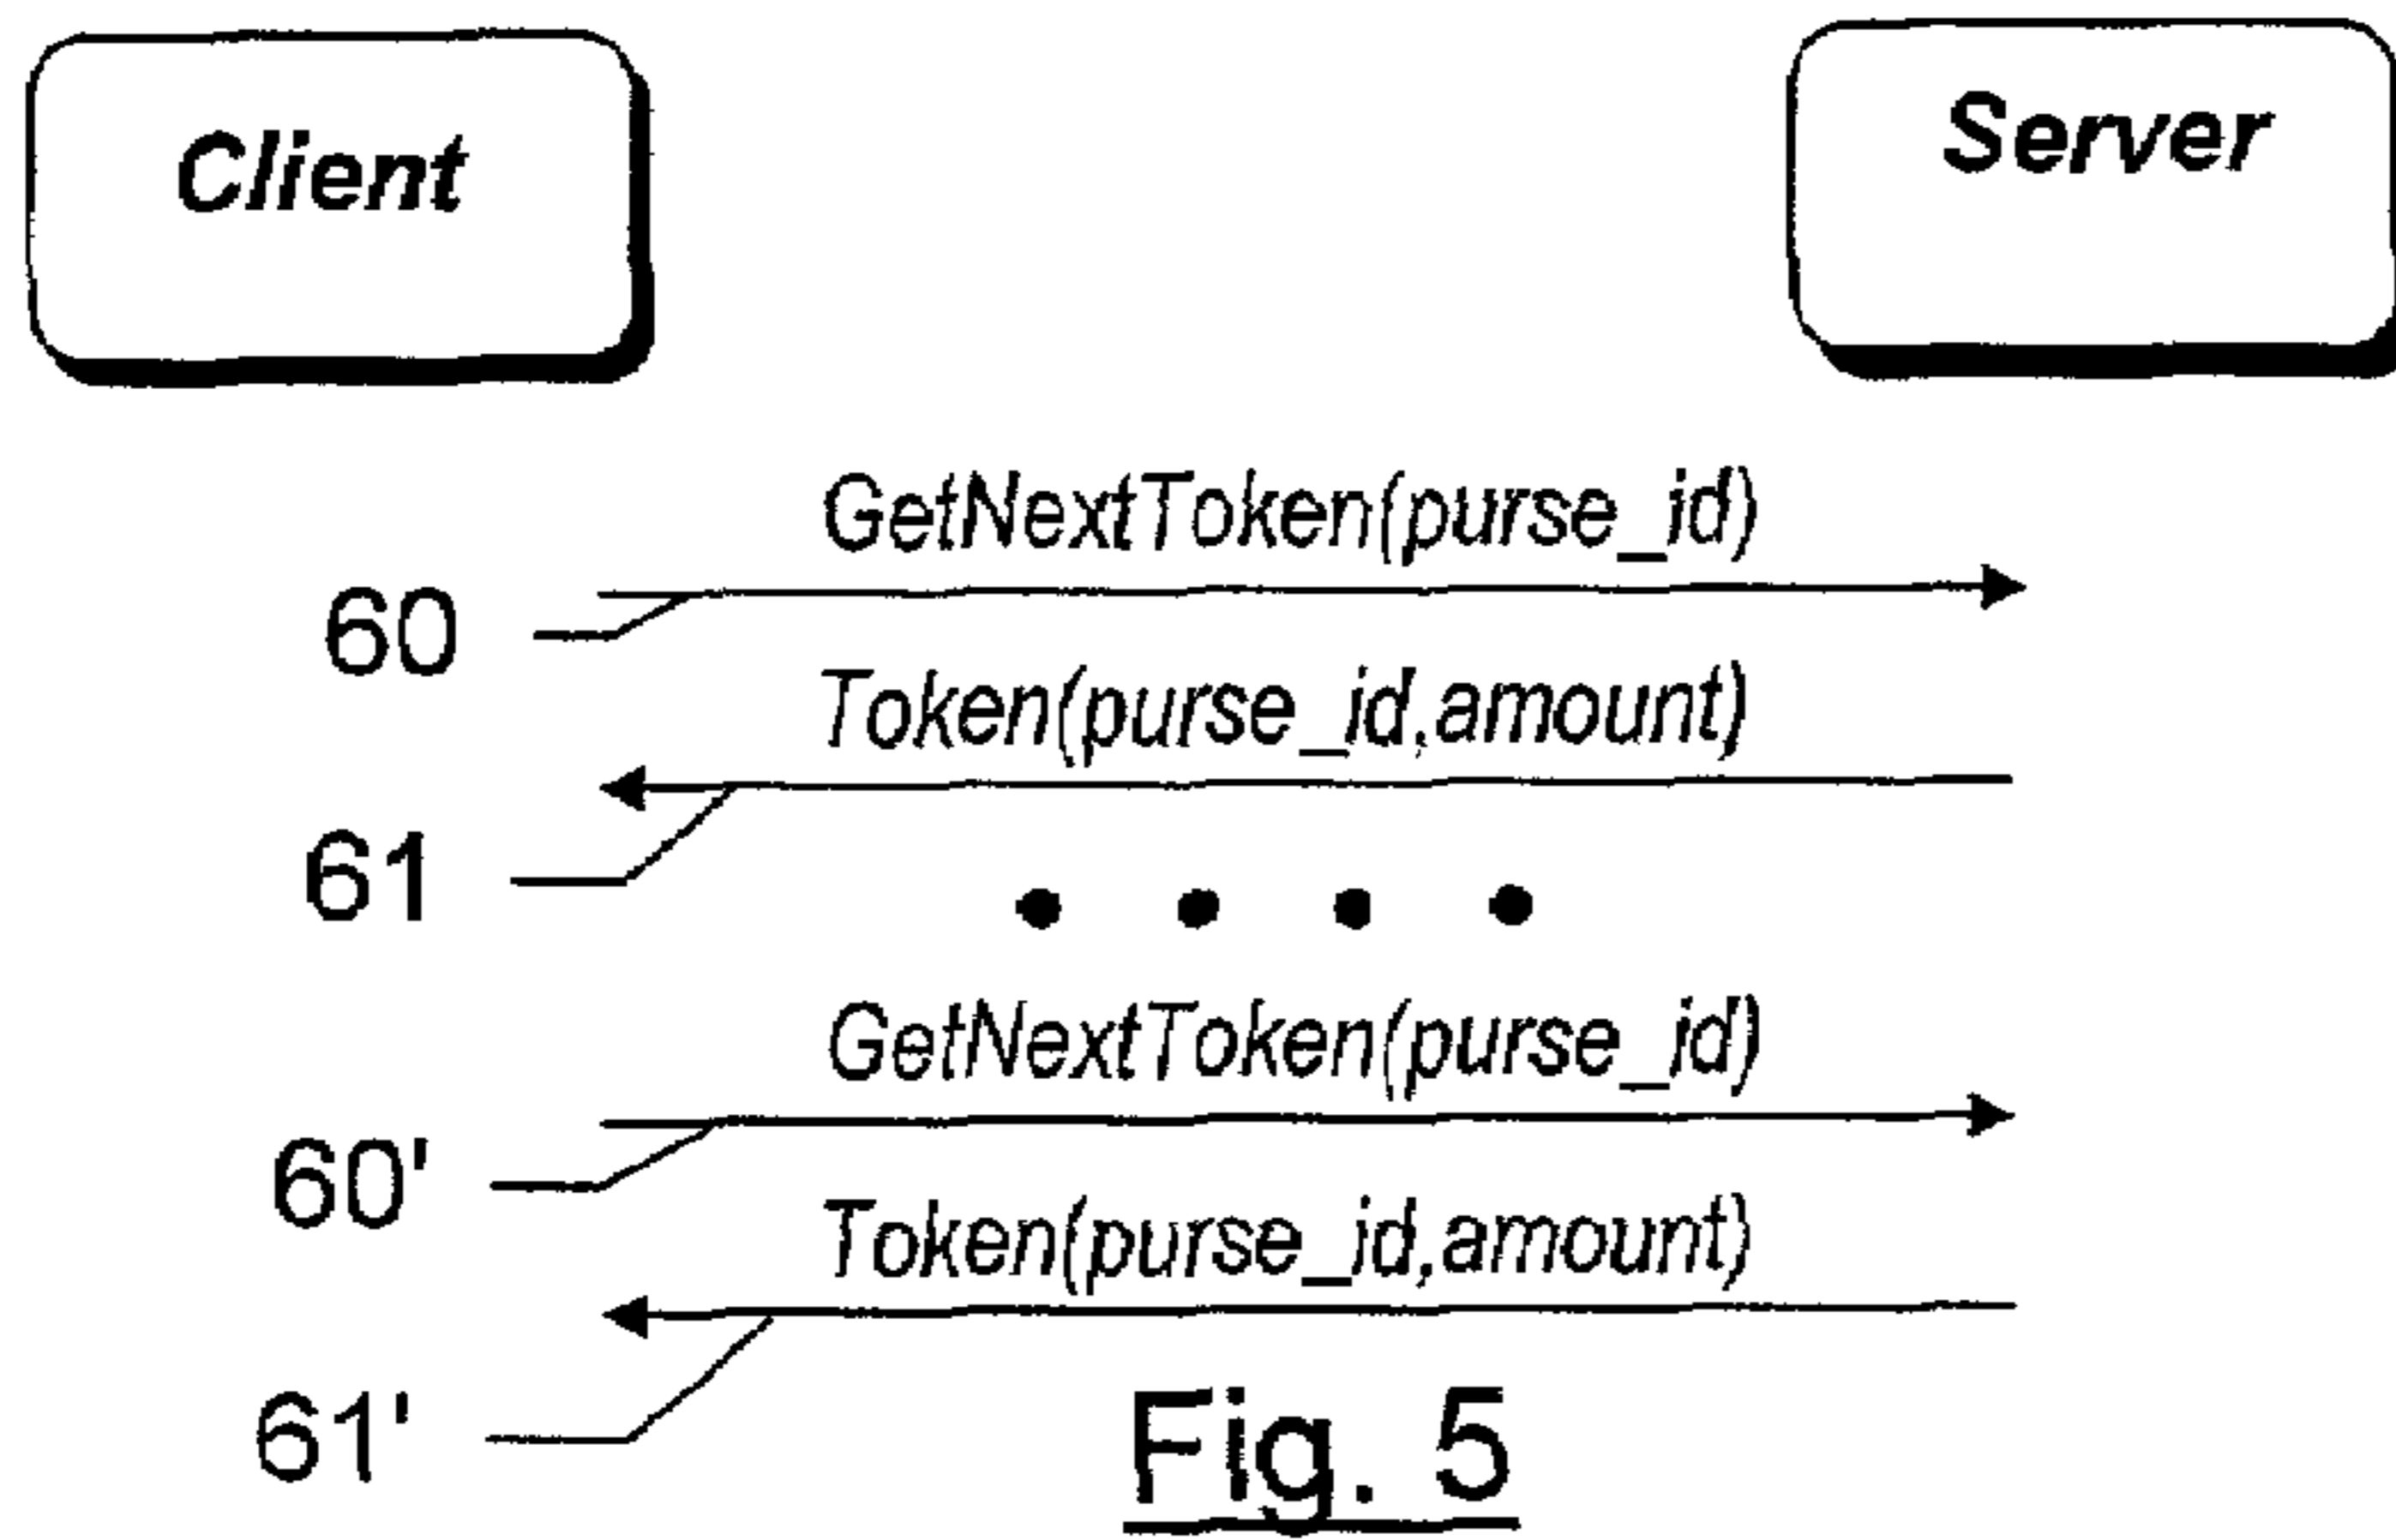 Client
Server
GetNextToken(purse_id)
60
Token(purse_id,amount)
61
GetNextToken(purse_id)
60'
Token(purse_id,amount)
61'
Fig. 5